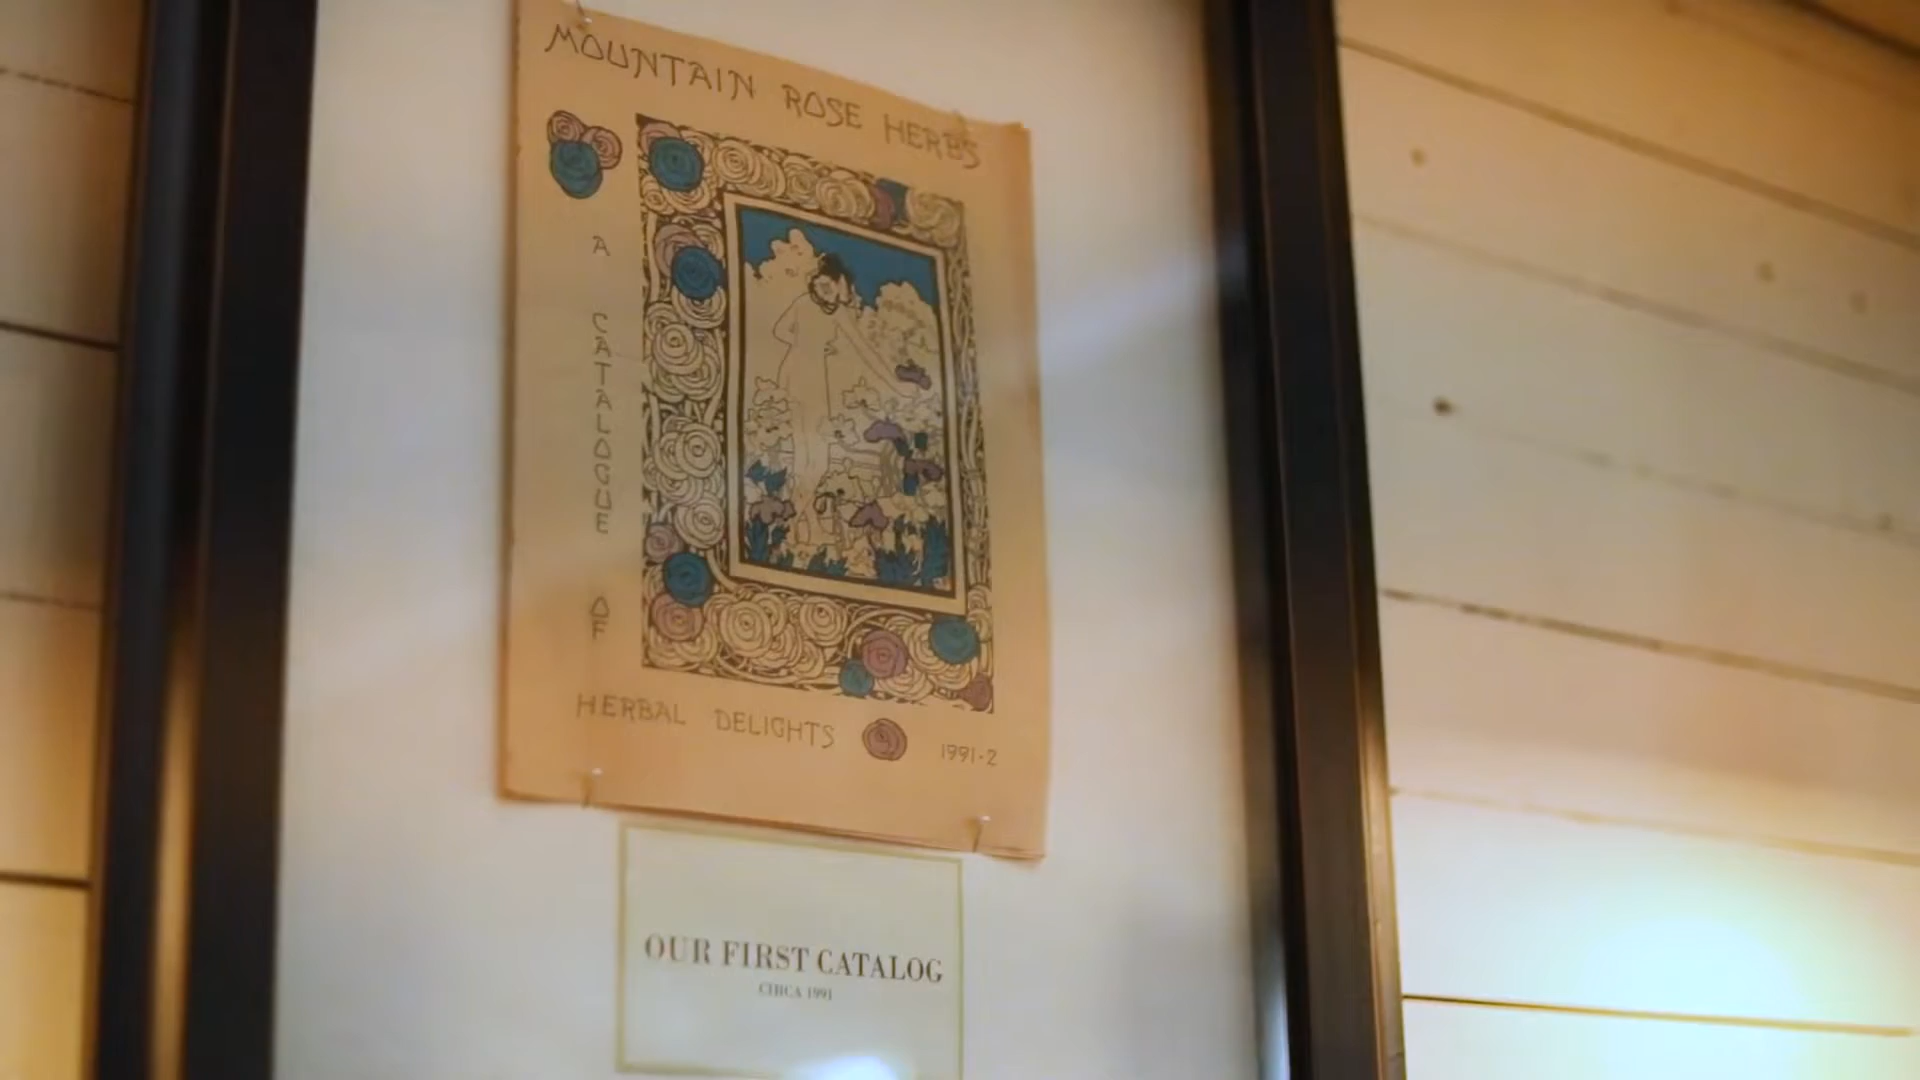 MOUNTAIN ROSE HERBS
A CATALOGUE OF
HERBAL DELIGHTS
1991-2
OUR FIRST CATALOG
CIRCA 1991